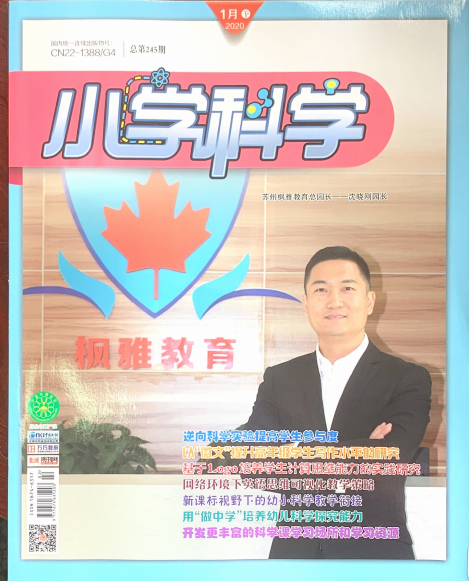 1月下
2020
国内统一连续出版物号:
CN22-1388/G4
总第245期
小学科学
苏州枫雅教育总园长——沈晓刚园长
枫雅教育
逆向科学实验提高学生参与度
以“微文”提升高年级学生写作水平的研究
基于Logo培养学生计算思维能力的实践研究
网络环境下英语思维可视化教学策略
新课标视野下的幼小科学教学衔接
用“做中学”培养幼儿科学探究能力
开发更丰富的科学课学习场所和学习资源